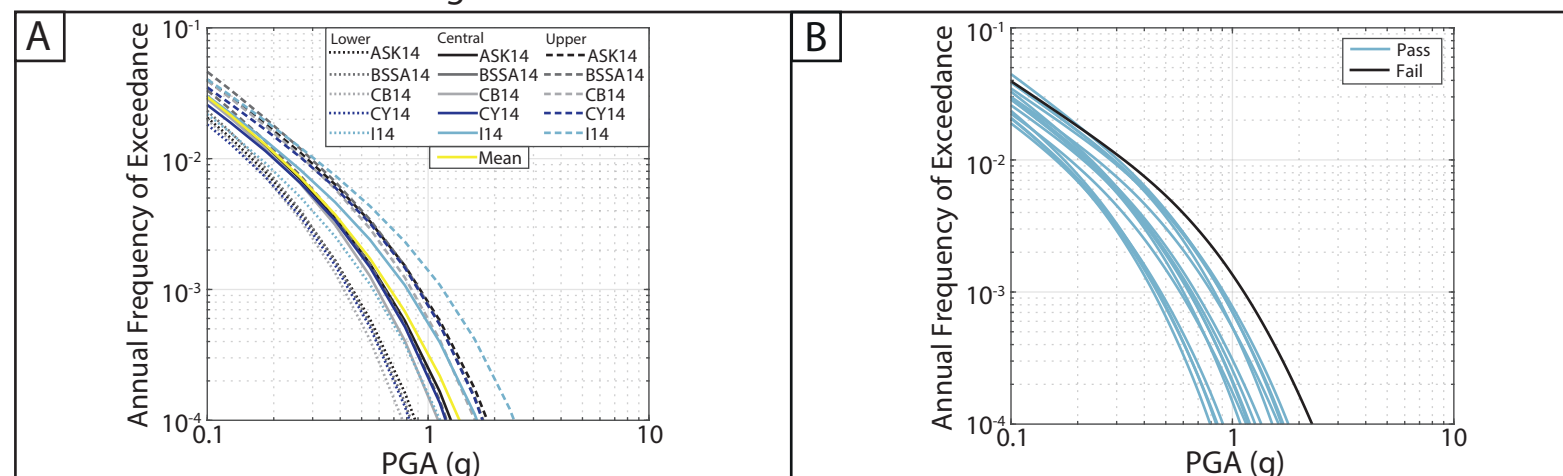 A
Annual Frequency of Exceedance
10-1
10-2
10-3
10-4
0.1
1
10
PGA (g)
Lower
ASK14
BSSA14
CB14
CY14
I14
Central
ASK14
BSSA14
CB14
CY14
I14
Upper
ASK14
BSSA14
CB14
CY14
I14
Mean
B
Annual Frequency of Exceedance
10-1
10-2
10-3
10-4
0.1
1
10
PGA (g)
Pass
Fail